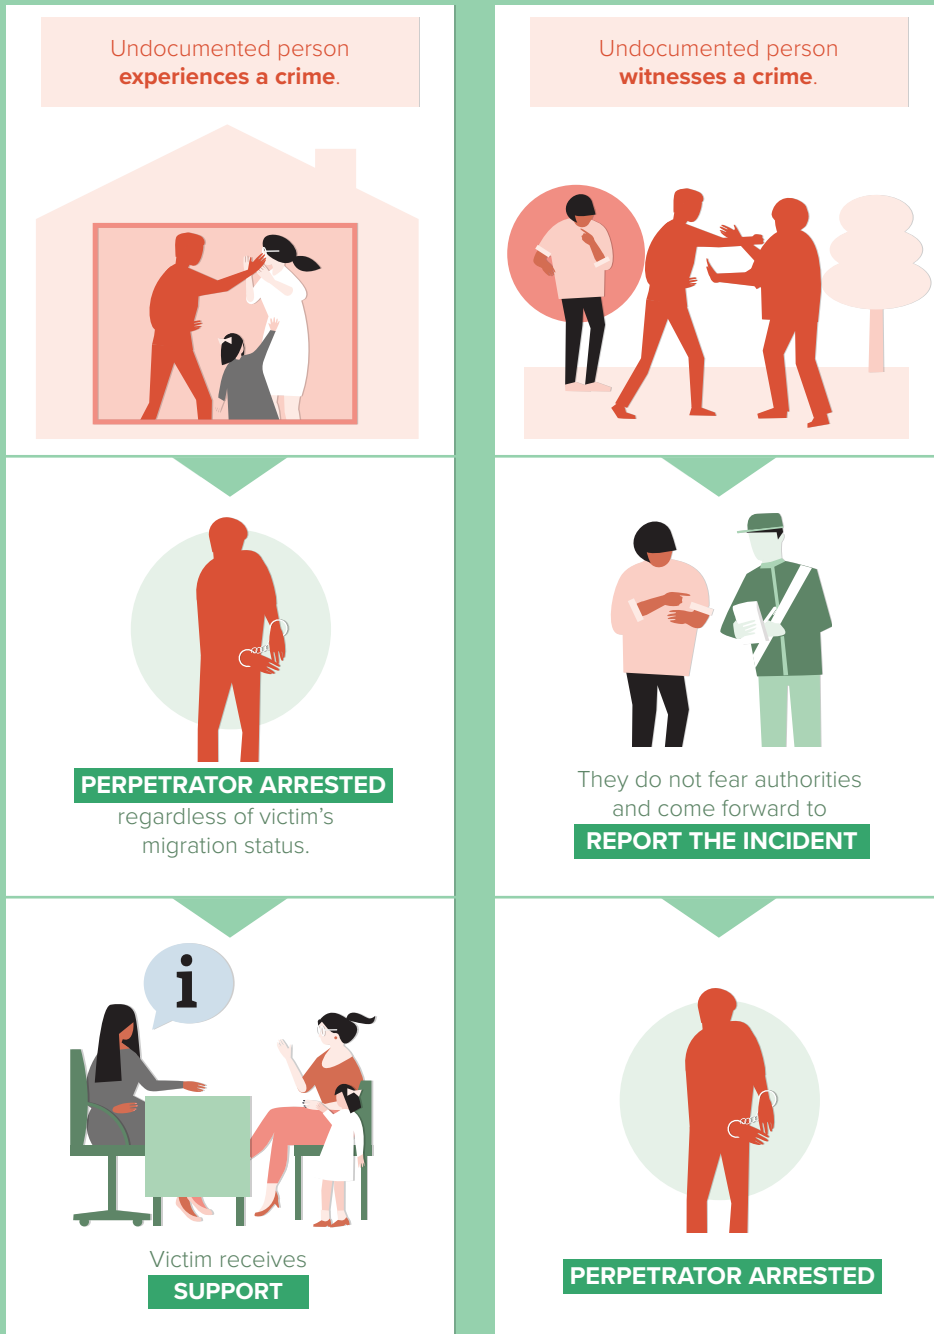 Undocumented person
experiences a crime.
PERPETRATOR ARRESTED
regardless of victim’s
migration status.
i
Victim receives
SUPPORT
Undocumented person
witnesses a crime.
They do not fear authorities
and come forward to
REPORT THE INCIDENT
PERPETRATOR ARRESTED